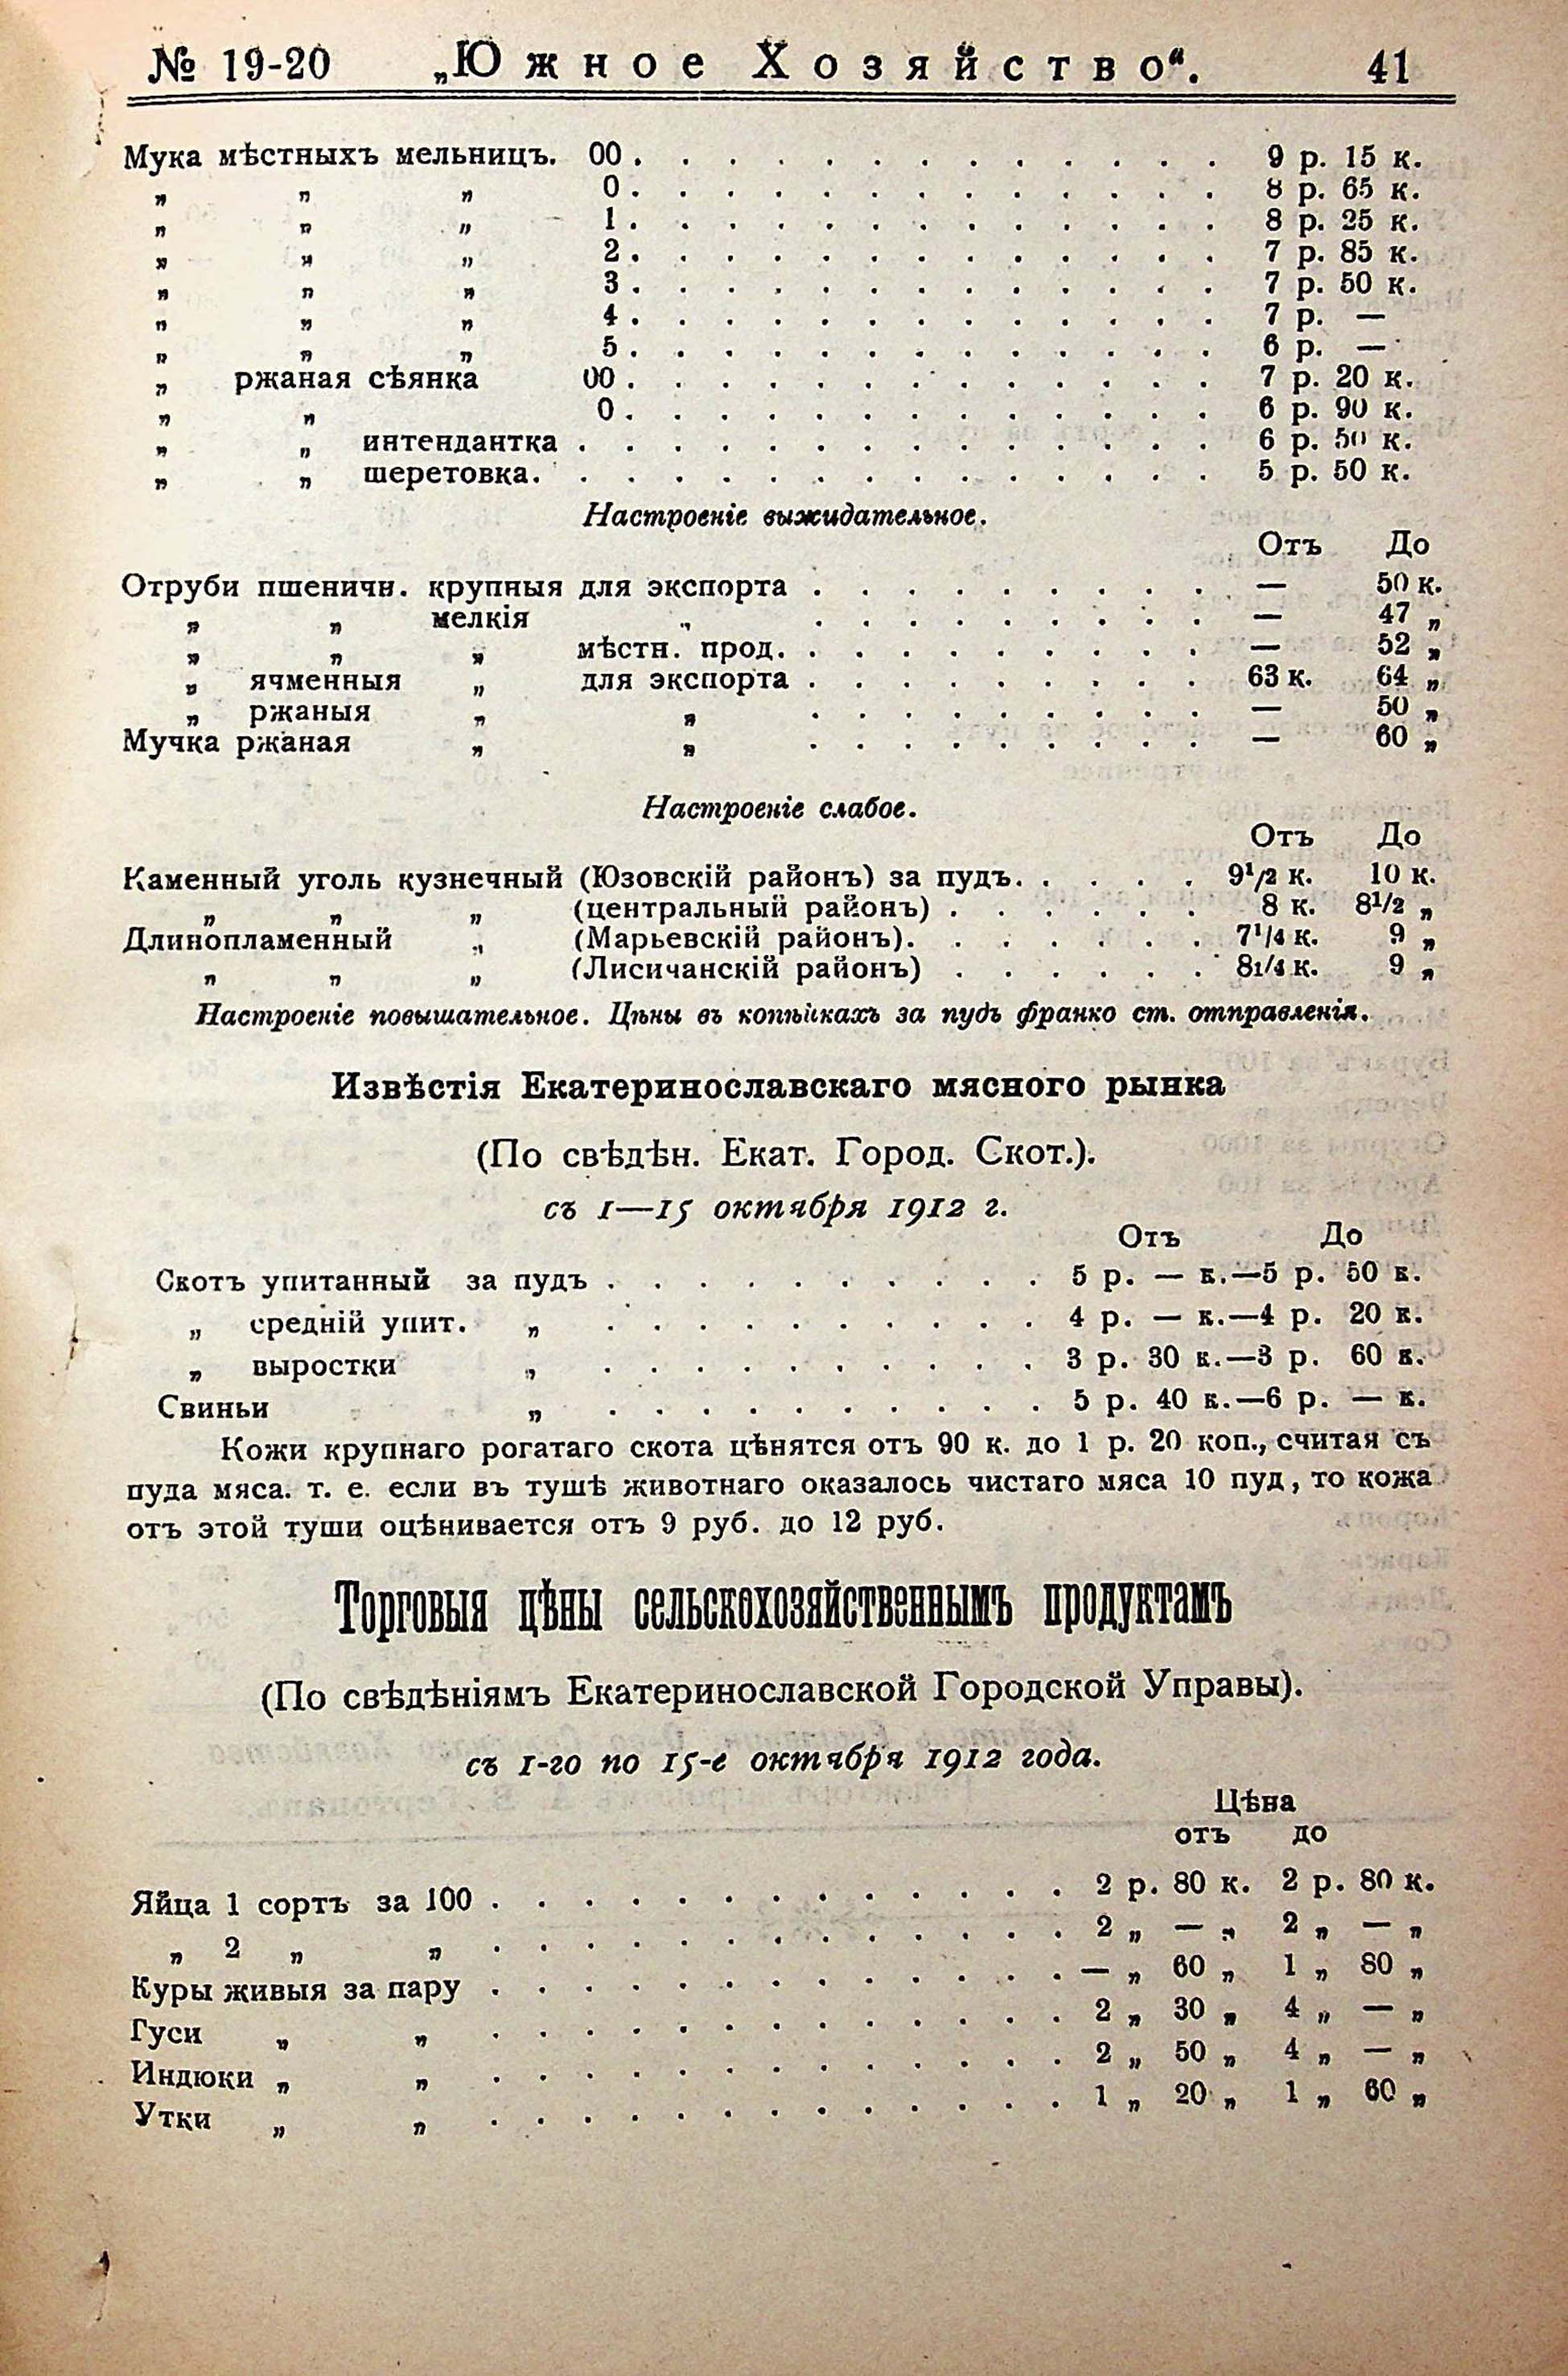 № 19-20 „Южное Хозяйство“. 41
Мука мѣстныхъ мельницъ. 00 . . . . . . . . . . . . . 9 р. 15 к.
„ „ „ 0 . . . . . . . . . . . . . 8 р. 65 к.
„ „ „ 1 . . . . . . . . . . . . . 8 р. 25 к.
„ „ „ 2 . . . . . . . . . . . . . 7 р. 85 к.
„ „ „ 3 . . . . . . . . . . . . . 7 р. 50 к.
„ „ „ 4 . . . . . . . . . . . . . 7 р. —
„ „ „ 5 . . . . . . . . . . . . . 6 р. —
„ ржаная сѣянка 00 . . . . . . . . . . . . . 7 р. 20 к.
„ „ 0 . . . . . . . . . . . . . 6 р. 90 к.
„ „ интендантка . . . . . . . . . . . . . . 6 р. 50 к.
„ „ шеретовка. . . . . . . . . . . . . . . 5 р. 50 к.
Настроеніе выжидательное.
Отъ До
Отруби пшеничн. крупныя для экспорта . . . . . . . . . — 50 к.
„ „ мелкія „ . . . . . . . . . — 47 „
„ „ „ мѣстн. прод. . . . . . . . . . — 52 „
„ ячменныя „ для экспорта . . . . . . . . . 63 к. 64 „
„ ржаныя „ „ . . . . . . . . . — 50 „
Мучка ржаная „ „ . . . . . . . . . — 60 „
Настроеніе слабое.
Отъ До
Каменный уголь кузнечный (Юзовскій районъ) за пудъ. . . . . 9½ к. 10 к.
„ „ „ (центральный районъ) . . . . . . 8 к. 8½ „
Длинопламенный „ (Марьевскій районъ). . . . . . . 7¼ к. 9 „
„ „ „ (Лисичанскій районъ) . . . . . . 8¼ к. 9 „
Настроеніе повышательное. Цѣны въ копѣйкахъ за пудъ франко ст. отправленія.
Извѣстія Екатеринославскаго мясного рынка
(По свѣдѣн. Екат. Город. Скот.).
съ 1—15 октября 1912 г.
Отъ До
Скотъ упитанный за пудъ . . . . . . . . . . 5 р. — к.—5 р. 50 к.
„ средній упит. „ . . . . . . . . . . 4 р. — к.—4 р. 20 к.
„ выростки „ . . . . . . . . . . 3 р. 30 к.—3 р. 60 к.
Свиньи „ . . . . . . . . . . 5 р. 40 к.—6 р. — к.
Кожи крупнаго рогатаго скота цѣнятся отъ 90 к. до 1 р. 20 коп., считая съ
пуда мяса. т. е. если въ тушѣ животнаго оказалось чистаго мяса 10 пуд, то кожа
отъ этой туши оцѣнивается отъ 9 руб. до 12 руб.
Торговыя цѣны сельскохозяйственнымъ продуктамъ
(По свѣдѣніямъ Екатеринославской Городской Управы).
съ 1-го по 15-е октября 1912 года.
Цѣна
отъ до
Яйца 1 сортъ за 100 . . . . . . . . . . . . . 2 р. 80 к. 2 р. 80 к.
„ 2 „ „ . . . . . . . . . . . . . 2 „ — „ 2 „ — „
Куры живыя за пару . . . . . . . . . . . . . — „ 60 „ 1 „ 80 „
Гуси „ „ . . . . . . . . . . . . . 2 „ 30 „ 4 „ — „
Индюки „ „ . . . . . . . . . . . . . 2 „ 50 „ 4 „ — „
Утки „ „ . . . . . . . . . . . . . 1 „ 20 „ 1 „ 60 „